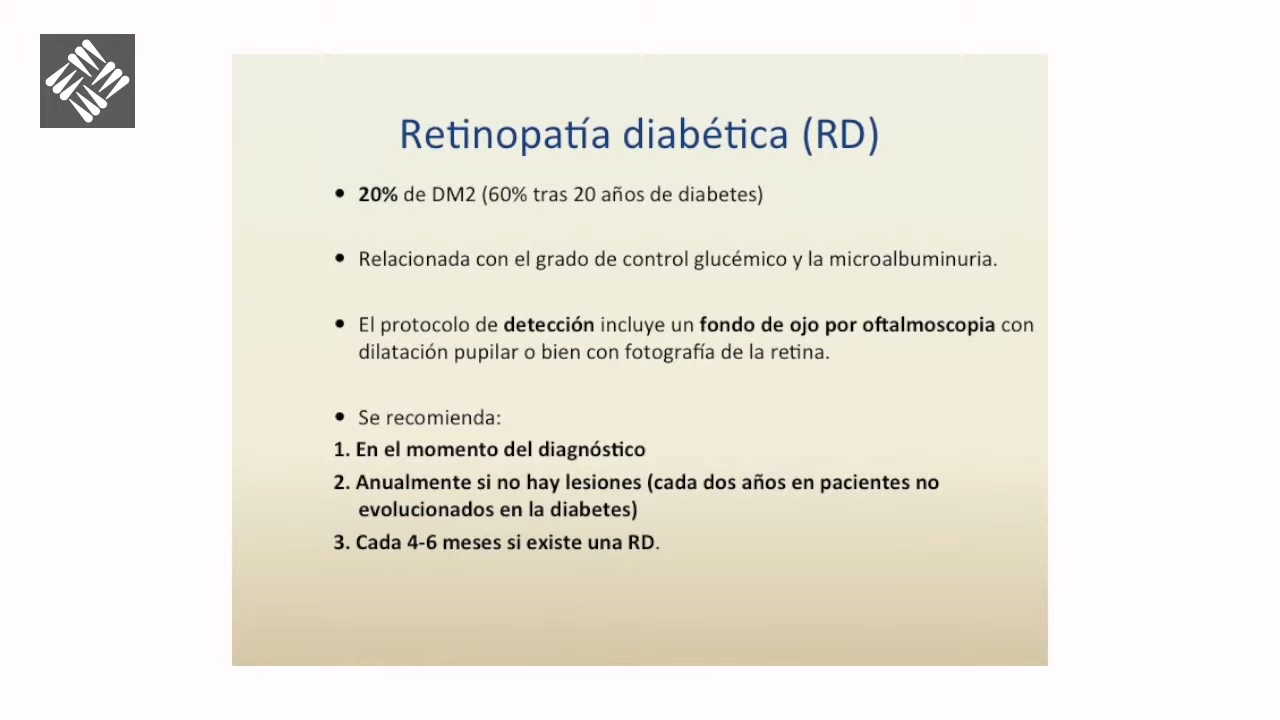 Retinopatía diabética (RD)
• 20% de DM2 (60% tras 20 años de diabetes)
• Relacionada con el grado de control glucémico y la microalbuminuria.
• El protocolo de detección incluye un fondo de ojo por oftalmoscopia con
dilatación pupilar o bien con fotografía de la retina.
• Se recomienda:
1. En el momento del diagnóstico
2. Anualmente si no hay lesiones (cada dos años en pacientes no
evolucionados en la diabetes)
3. Cada 4-6 meses si existe una RD.